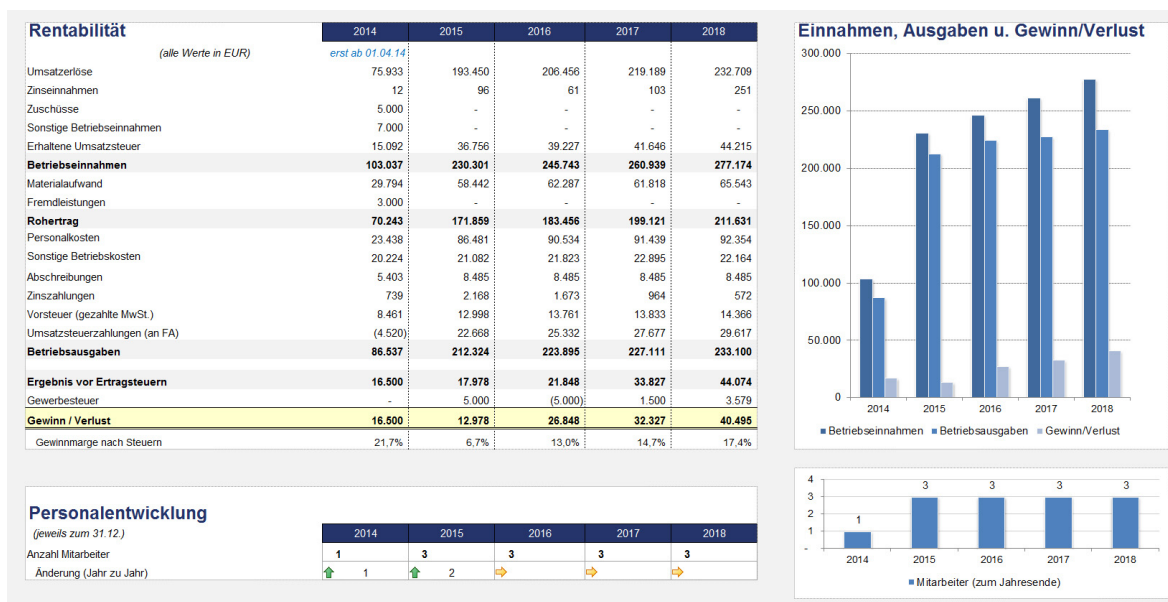 Rentabilität 2014 2015 2016 2017 2018
(alle Werte in EUR) erst ab 01.04.14
Umsatzerlöse 75.933 193.450 206.456 219.189 232.709
Zinseinnahmen 12 96 61 103 251
Zuschüsse 5.000 - - - -
Sonstige Betriebseinnahmen 7.000 - - - -
Erhaltene Umsatzsteuer 15.092 36.756 39.227 41.646 44.215
Betriebseinnahmen 103.037 230.301 245.743 260.939 277.174
Materialaufwand 29.794 58.442 62.287 61.818 65.543
Fremdleistungen 3.000 - - - -
Rohertrag 70.243 171.859 183.456 199.121 211.631
Personalkosten 23.438 86.481 90.534 91.439 92.354
Sonstige Betriebskosten 20.224 21.082 21.823 22.895 22.164
Abschreibungen 5.403 8.485 8.485 8.485 8.485
Zinszahlungen 739 2.168 1.673 964 572
Vorsteuer (gezahlte MwSt.) 8.461 12.998 13.761 13.833 14.366
Umsatzsteuerzahlungen (an FA) (4.520) 22.668 25.332 27.677 29.617
Betriebsausgaben 86.537 212.324 223.895 227.111 233.100
Ergebnis vor Ertragsteuern 16.500 17.978 21.848 33.827 44.074
Gewerbesteuer - 5.000 (5.000) 1.500 3.579
Gewinn / Verlust 16.500 12.978 26.848 32.327 40.495
Gewinnmarge nach Steuern 21,7% 6,7% 13,0% 14,7% 17,4%
Einnahmen, Ausgaben u. Gewinn/Verlust
300.000
250.000
200.000
150.000
100.000
50.000
0
2014 2015 2016 2017 2018
Betriebseinnahmen Betriebsausgaben Gewinn/Verlust
Personalentwicklung
(jeweils zum 31.12.) 2014 2015 2016 2017 2018
Anzahl Mitarbeiter 1 3 3 3 3
Änderung (Jahr zu Jahr) 1 2
4
3
2
1
-
1 3 3 3 3
2014 2015 2016 2017 2018
Mitarbeiter (zum Jahresende)